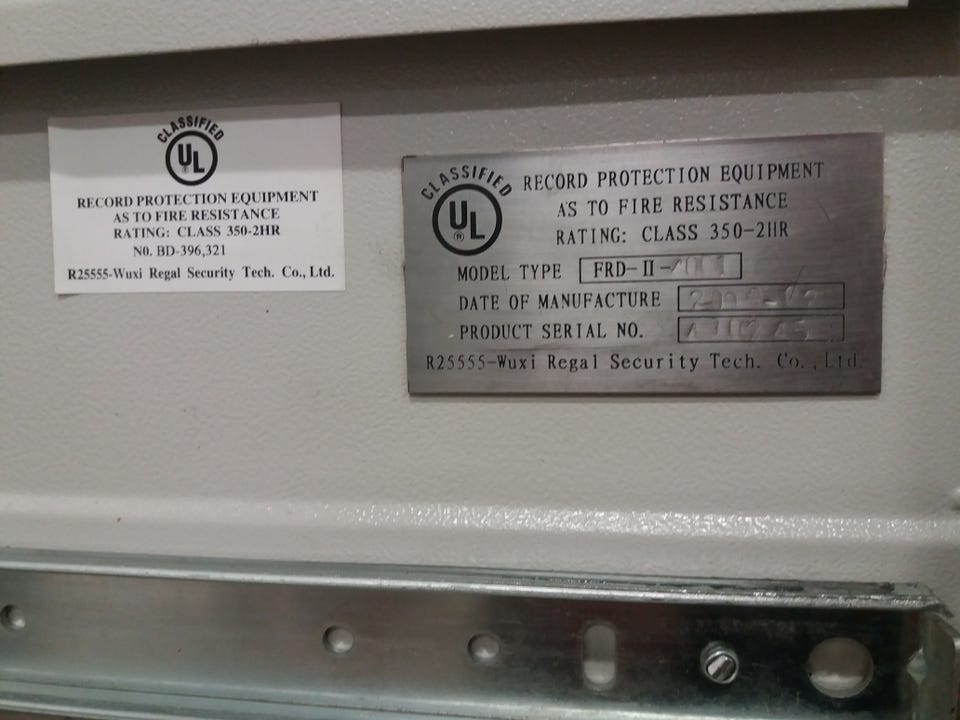 CLASSIFIED
UL
RECORD PROTECTION EQUIPMENT
AS TO FIRE RESISTANCE
RATING: CLASS 350-2HR
N0. BD-396,321
R25555-Wuxi Regal Security Tech. Co., Ltd.
CLASSIFIED
UL
®
RECORD PROTECTION EQUIPMENT
AS TO FIRE RESISTANCE
RATING: CLASS 350-2HR
MODEL TYPE FRD-II-
DATE OF MANUFACTURE
PRODUCT SERIAL NO.
R25555-Wuxi Regal Security Tech. Co.,Ltd.